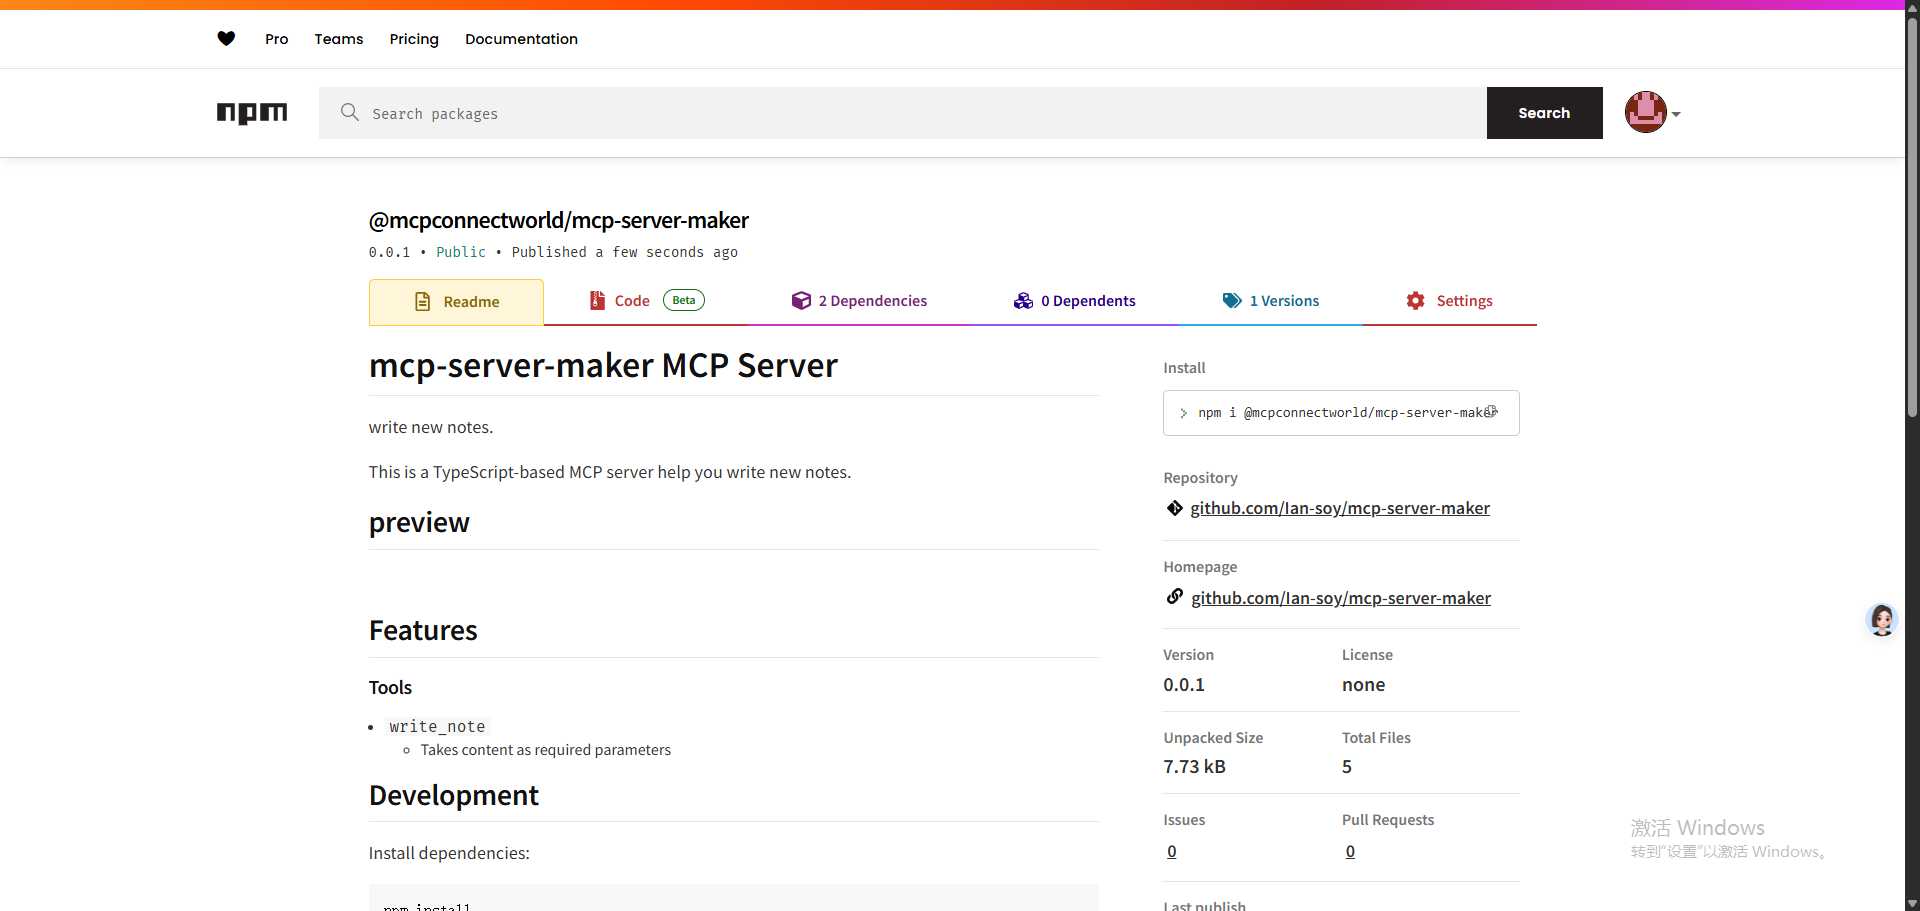 Pro Teams Pricing Documentation
npm Search packages Search
@mcpconnectworld/mcp-server-maker
0.0.1 • Public • Published a few seconds ago
Readme Code Beta 2 Dependencies 0 Dependents 1 Versions Settings
mcp-server-maker MCP Server
write new notes.
This is a TypeScript-based MCP server help you write new notes.
preview
Features
Tools
• write_note
◦ Takes content as required parameters
Development
Install dependencies:
npm install
Install
npm i @mcpconnectworld/mcp-server-maker
Repository
github.com/Ian-soy/mcp-server-maker
Homepage
github.com/Ian-soy/mcp-server-maker
Version License
0.0.1 none
Unpacked Size Total Files
7.73 kB 5
Issues Pull Requests
0 0
Last publish
激活 Windows
转到“设置”以激活 Windows。